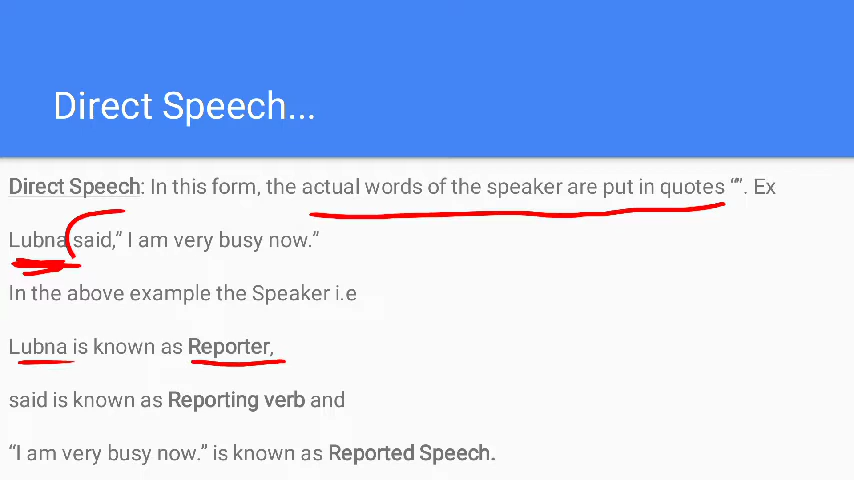 Direct Speech...
Direct Speech: In this form, the actual words of the speaker are put in quotes “”. Ex
Lubna said,” I am very busy now.”
In the above example the Speaker i.e
Lubna is known as Reporter,
said is known as Reporting verb and
“I am very busy now.” is known as Reported Speech.